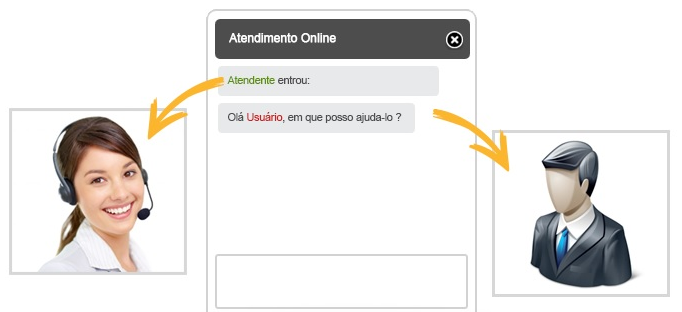 Atendimento Online
Atendente entrou:
Olá Usuário, em que posso ajuda-lo ?